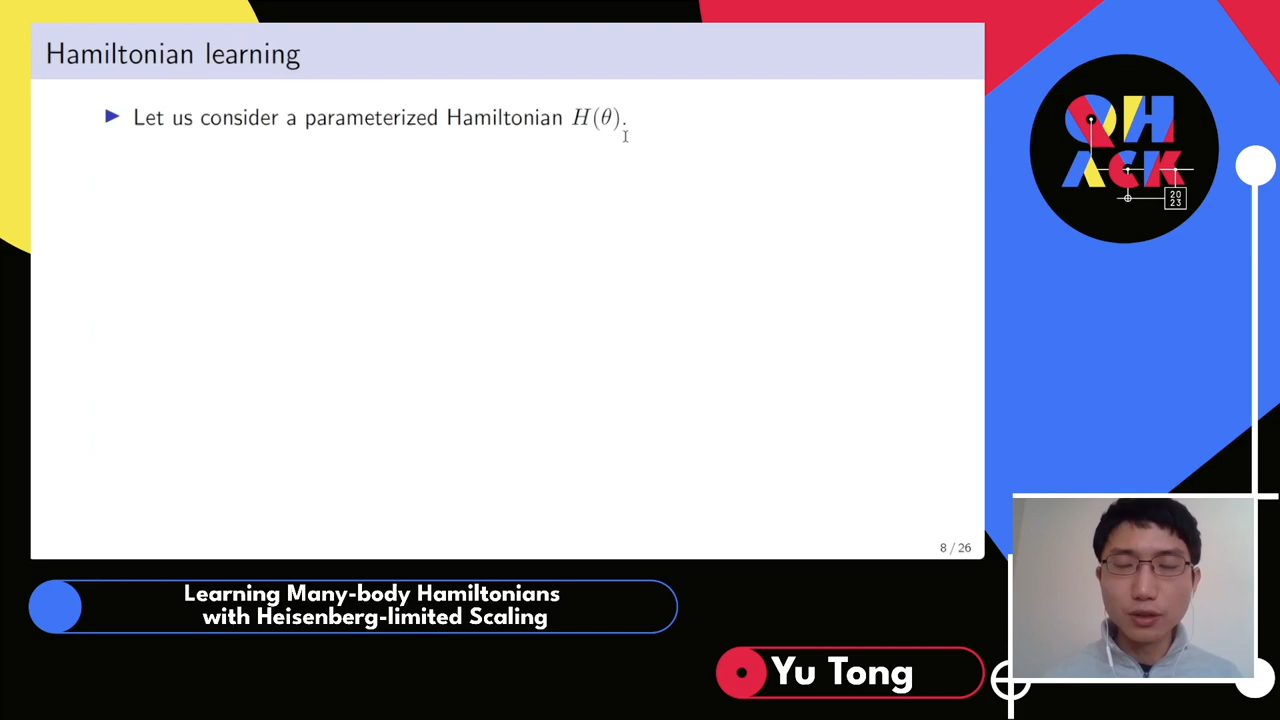 Hamiltonian learning
▶ Let us consider a parameterized Hamiltonian H(θ).
8 / 26
QH
ACK
20
23
Learning Many-body Hamiltonians
with Heisenberg-limited Scaling
Yu Tong